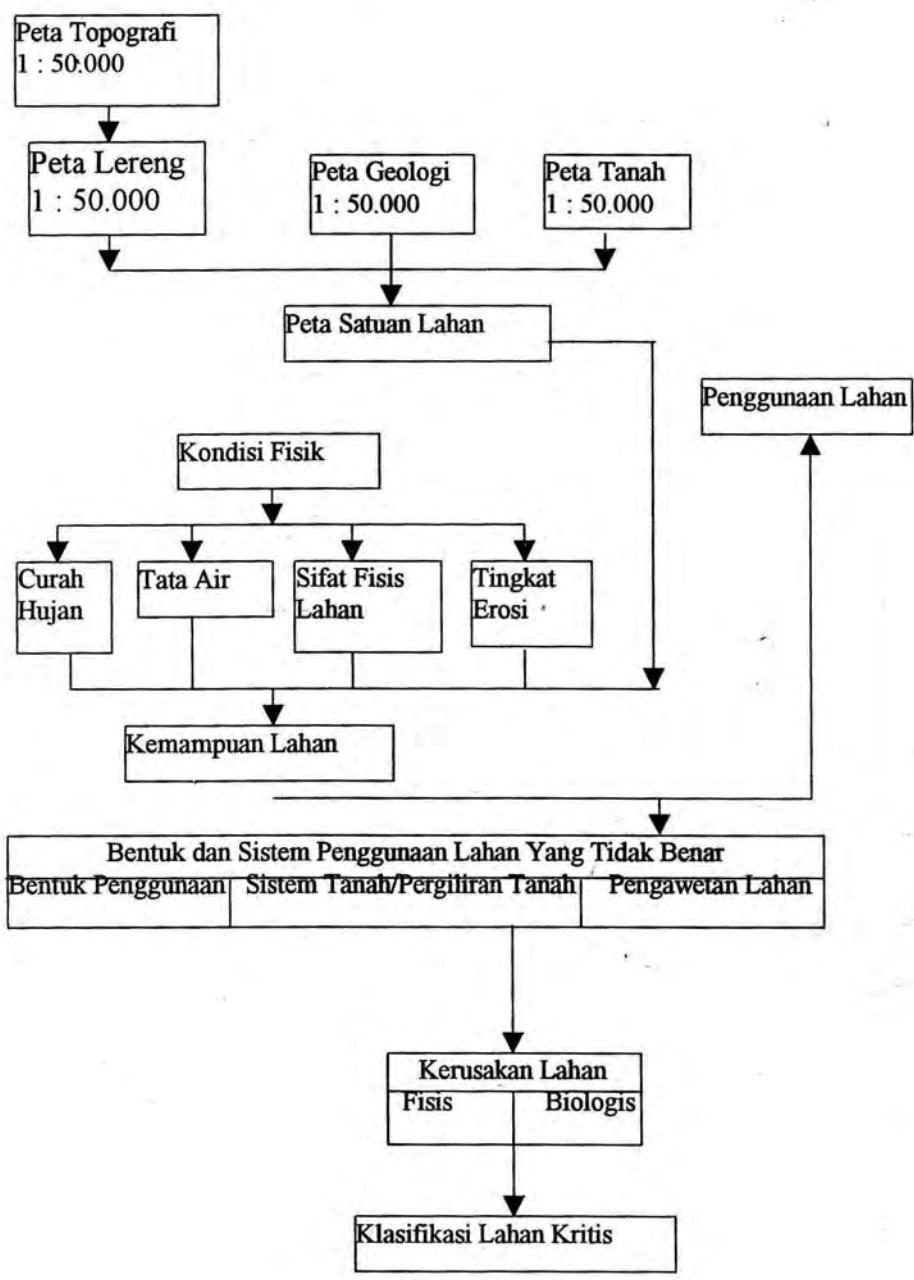 Peta Topografi
1 : 50.000
Peta Lereng
1 : 50.000
Peta Geologi
1 : 50.000
Peta Tanah
1 : 50.000
Peta Satuan Lahan
Penggunaan Lahan
Kondisi Fisik
Curah
Hujan
Tata Air
Sifat Fisis
Lahan
Tingkat
Erosi
Kemampuan Lahan
Bentuk dan Sistem Penggunaan Lahan Yang Tidak Benar
Bentuk Penggunaan
Sistem Tanah/Pergiliran Tanah
Pengawetan Lahan
Kerusakan Lahan
Fisis
Biologis
Klasifikasi Lahan Kritis